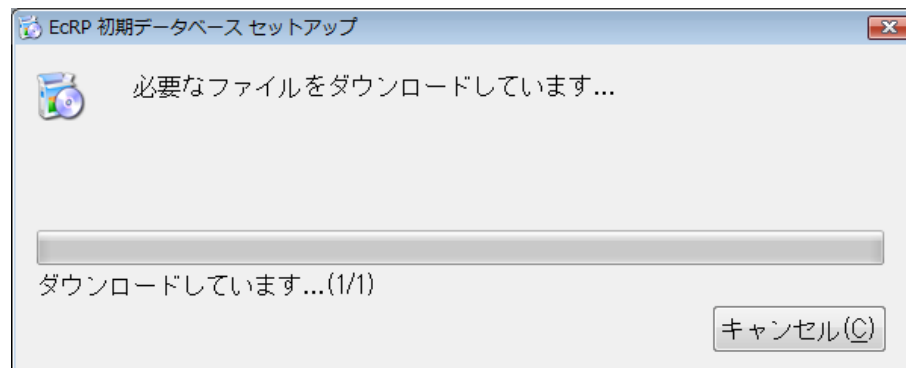 EcRP 初期データベース セットアップ
必要なファイルをダウンロードしています...
ダウンロードしています...(1/1)
キャンセル(C)